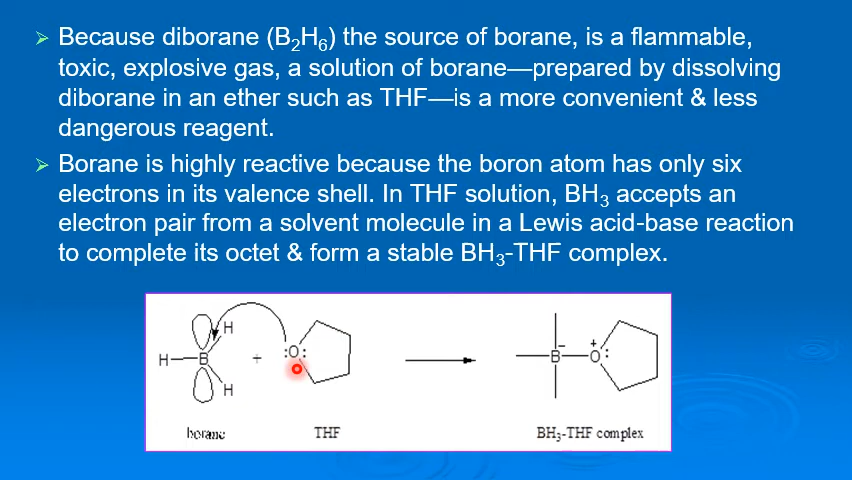 Because diborane (B₂H₆) the source of borane, is a flammable,
toxic, explosive gas, a solution of borane—prepared by dissolving
diborane in an ether such as THF—is a more convenient & less
dangerous reagent.
Borane is highly reactive because the boron atom has only six
electrons in its valence shell. In THF solution, BH₃ accepts an
electron pair from a solvent molecule in a Lewis acid-base reaction
to complete its octet & form a stable BH₃-THF complex.
H
H B + :O: B − O: +
H
borane THF BH₃-THF complex